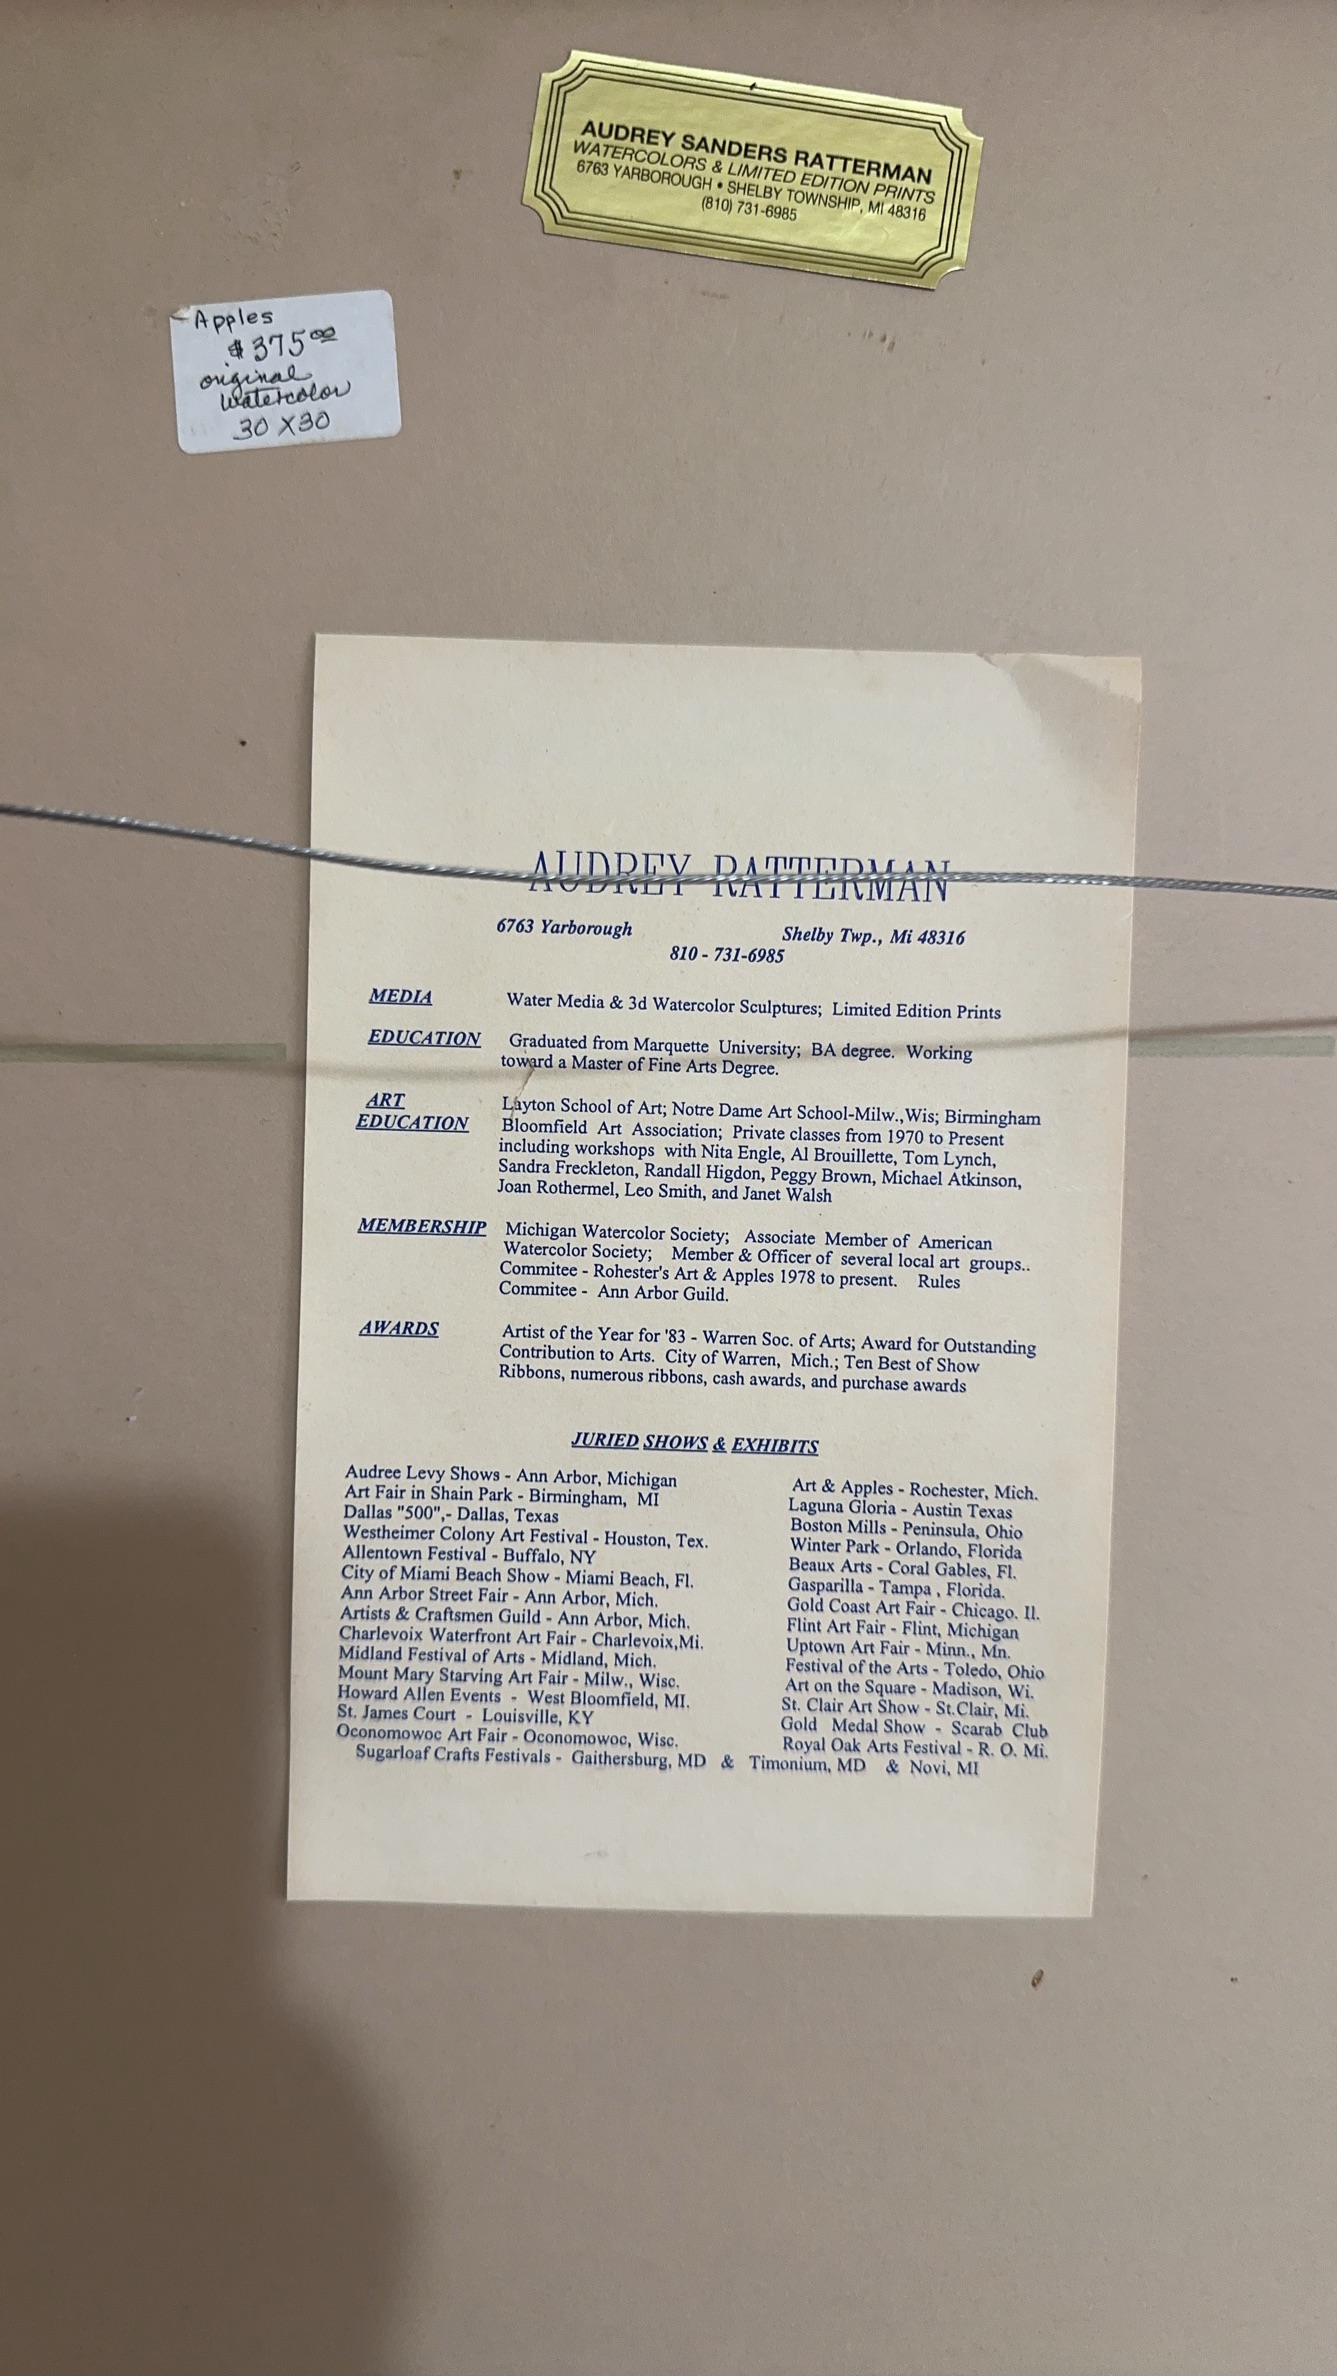 AUDREY SANDERS RATTERMAN
WATERCOLORS & LIMITED EDITION PRINTS
6763 YARBOROUGH • SHELBY TOWNSHIP, MI 48316
(810) 731-6985
Apples
$375.00
original
watercolor
30 X 30
AUDREY RATTERMAN
6763 Yarborough Shelby Twp., Mi 48316
810 - 731-6985
MEDIA Water Media & 3d Watercolor Sculptures; Limited Edition Prints
EDUCATION Graduated from Marquette University; BA degree. Working
toward a Master of Fine Arts Degree.
ART Layton School of Art; Notre Dame Art School-Milw.,Wis; Birmingham
EDUCATION Bloomfield Art Association; Private classes from 1970 to Present
including workshops with Nita Engle, Al Brouillette, Tom Lynch,
Sandra Freckleton, Randall Higdon, Peggy Brown, Michael Atkinson,
Joan Rothermel, Leo Smith, and Janet Walsh
MEMBERSHIP Michigan Watercolor Society; Associate Member of American
Watercolor Society; Member & Officer of several local art groups..
Commitee - Rohester's Art & Apples 1978 to present. Rules
Commitee - Ann Arbor Guild.
AWARDS Artist of the Year for '83 - Warren Soc. of Arts; Award for Outstanding
Contribution to Arts. City of Warren, Mich.; Ten Best of Show
Ribbons, numerous ribbons, cash awards, and purchase awards
JURIED SHOWS & EXHIBITS
Audree Levy Shows - Ann Arbor, Michigan
Art Fair in Shain Park - Birmingham, MI
Dallas "500",- Dallas, Texas
Westheimer Colony Art Festival - Houston, Tex.
Allentown Festival - Buffalo, NY
City of Miami Beach Show - Miami Beach, Fl.
Ann Arbor Street Fair - Ann Arbor, Mich.
Artists & Craftsmen Guild - Ann Arbor, Mich.
Charlevoix Waterfront Art Fair - Charlevoix,Mi.
Midland Festival of Arts - Midland, Mich.
Mount Mary Starving Art Fair - Milw., Wisc.
Howard Allen Events - West Bloomfield, MI.
St. James Court - Louisville, KY
Oconomowoc Art Fair - Oconomowoc, Wisc.
Art & Apples - Rochester, Mich.
Laguna Gloria - Austin Texas
Boston Mills - Peninsula, Ohio
Winter Park - Orlando, Florida
Beaux Arts - Coral Gables, Fl.
Gasparilla - Tampa , Florida.
Gold Coast Art Fair - Chicago. Il.
Flint Art Fair - Flint, Michigan
Uptown Art Fair - Minn., Mn.
Festival of the Arts - Toledo, Ohio
Art on the Square - Madison, Wi.
St. Clair Art Show - St.Clair, Mi.
Gold Medal Show - Scarab Club
Royal Oak Arts Festival - R. O. Mi.
Sugarloaf Crafts Festivals - Gaithersburg, MD & Timonium, MD & Novi, MI